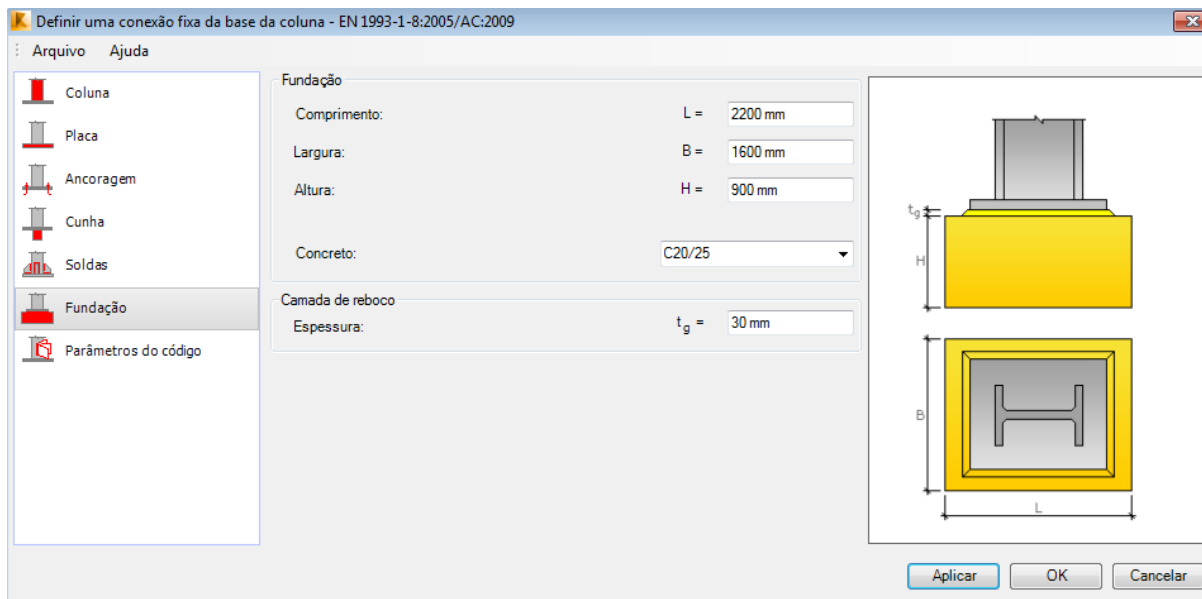 Definir uma conexão fixa da base da coluna - EN 1993-1-8:2005/AC:2009
Arquivo Ajuda
Coluna
Placa
Ancoragem
Cunha
Soldas
Fundação
Parâmetros do código
Fundação
Comprimento: L = 2200 mm
Largura: B = 1600 mm
Altura: H = 900 mm
Concreto: C20/25
Camada de reboco
Espessura: tg = 30 mm
tg
H
B
L
Aplicar OK Cancelar